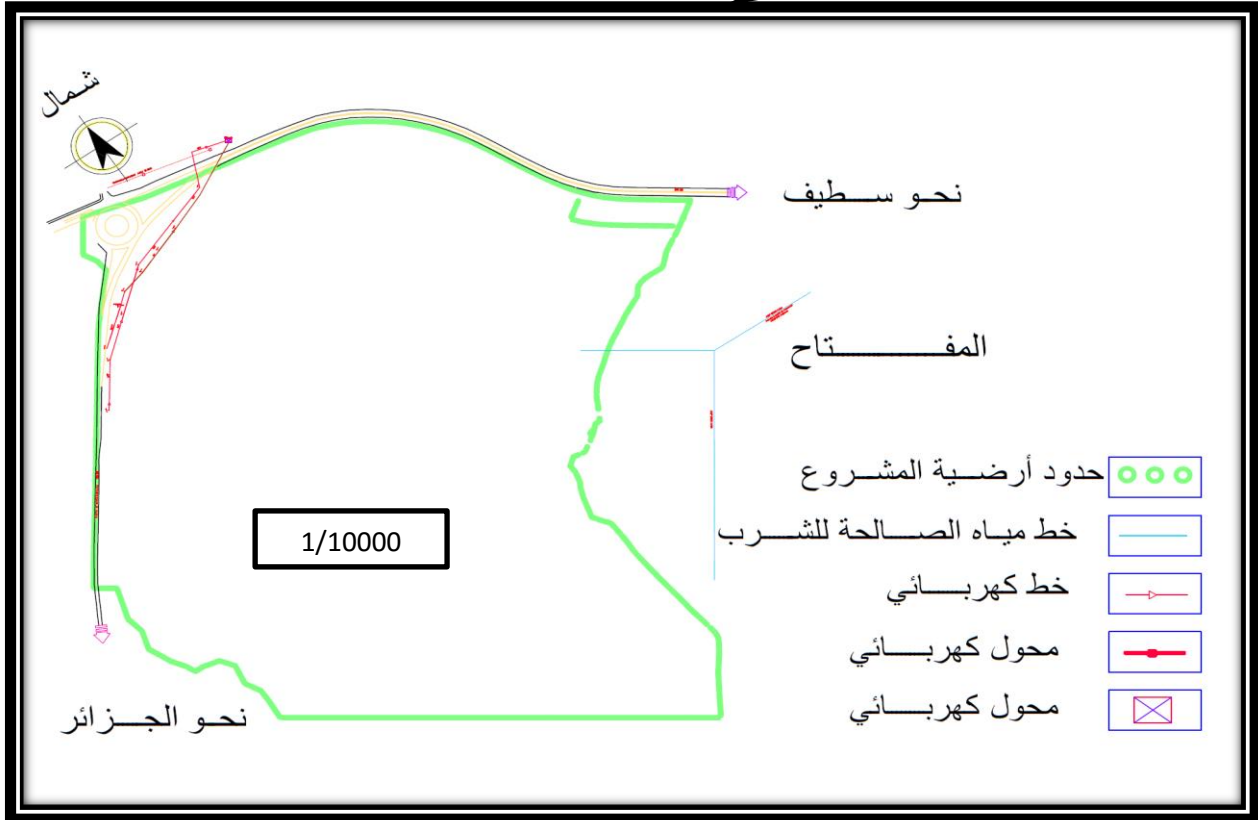 شمال
نحو سطيف
المفتاح
حدود أرضية المشروع
خط مياه الصالحة للشرب
خط كهربائي
محول كهربائي
محول كهربائي
1/10000
نحو الجزائر